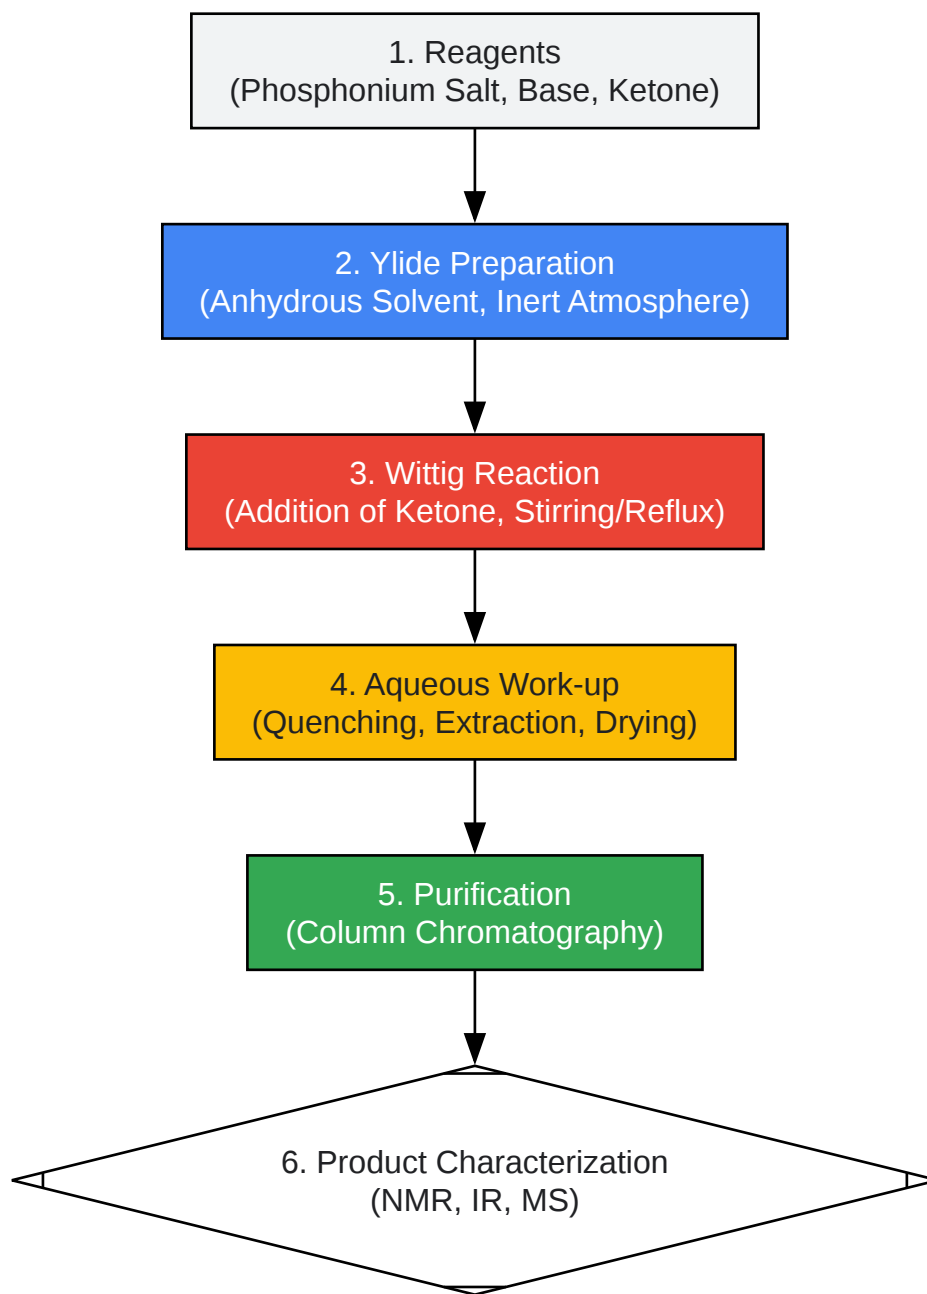 1. Reagents
(Phosphonium Salt, Base, Ketone)
2. Ylide Preparation
(Anhydrous Solvent, Inert Atmosphere)
3. Wittig Reaction
(Addition of Ketone, Stirring/Reflux)
4. Aqueous Work-up
(Quenching, Extraction, Drying)
5. Purification
(Column Chromatography)
6. Product Characterization
(NMR, IR, MS)